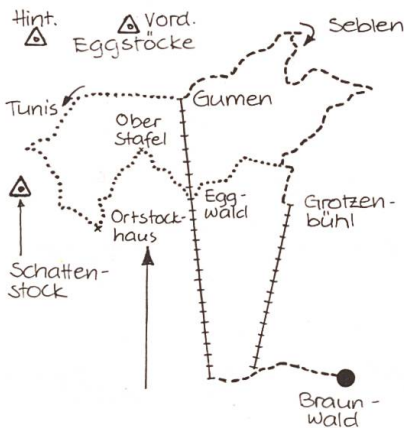 Hint.
Vord.
Eggstöcke
Seblen
Tunis
Gumen
Ober
Stafel
Egg-
wald
Grotzen-
bühl
Ortstock-
haus
Schatten-
stock
Braun-
wald